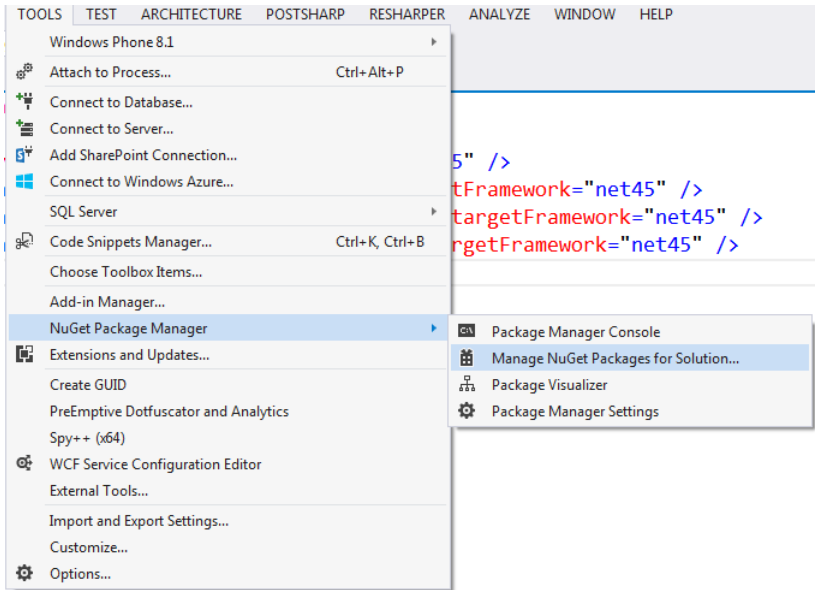 TOOLS TEST ARCHITECTURE POSTSHARP RESHARPER ANALYZE WINDOW HELP
Windows Phone 8.1
Attach to Process... Ctrl+Alt+P
Connect to Database...
Connect to Server...
Add SharePoint Connection...
Connect to Windows Azure...
SQL Server
Code Snippets Manager... Ctrl+K, Ctrl+B
Choose Toolbox Items...
Add-in Manager...
NuGet Package Manager
Extensions and Updates...
Create GUID
PreEmptive Dotfuscator and Analytics
Spy++ (x64)
WCF Service Configuration Editor
External Tools...
Import and Export Settings...
Customize...
Options...
5" />
tFramework="net45" />
targetFramework="net45" />
rgetFramework="net45" />
Package Manager Console
Manage NuGet Packages for Solution...
Package Visualizer
Package Manager Settings